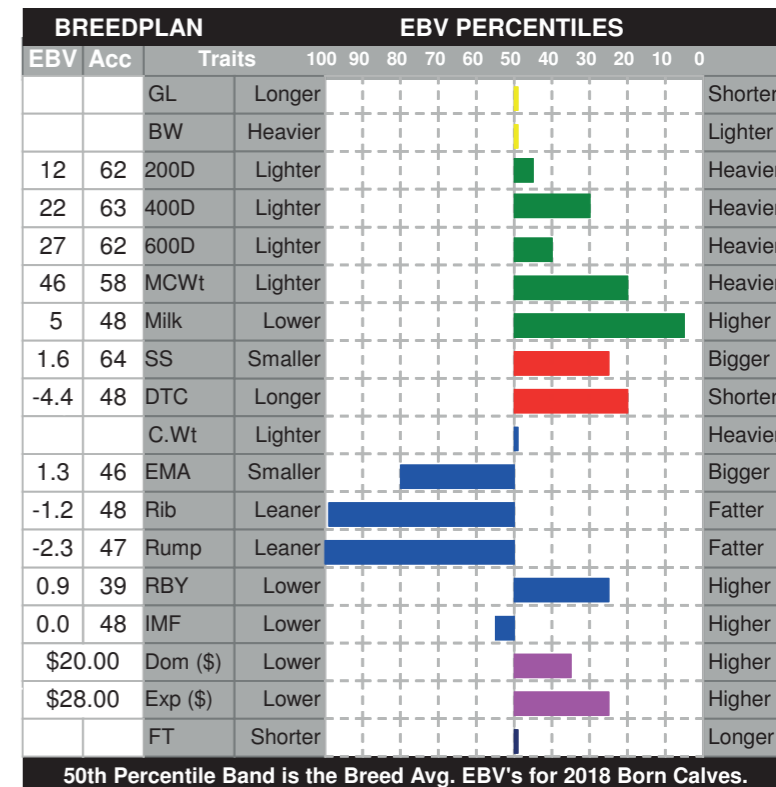 BREEDPLAN EBV PERCENTILES
EBV Acc Traits 100 90 80 70 60 50 40 30 20 10 0
GL Longer Shorter
BW Heavier Lighter
12 62 200D Lighter Heavier
22 63 400D Lighter Heavier
27 62 600D Lighter Heavier
46 58 MCWt Lighter Heavier
5 48 Milk Lower Higher
1.6 64 SS Smaller Bigger
-4.4 48 DTC Longer Shorter
C.Wt Lighter Heavier
1.3 46 EMA Smaller Bigger
-1.2 48 Rib Leaner Fatter
-2.3 47 Rump Leaner Fatter
0.9 39 RBY Lower Higher
0.0 48 IMF Lower Higher
$20.00 Dom ($) Lower Higher
$28.00 Exp ($) Lower Higher
FT Shorter Longer
50th Percentile Band is the Breed Avg. EBV's for 2018 Born Calves.